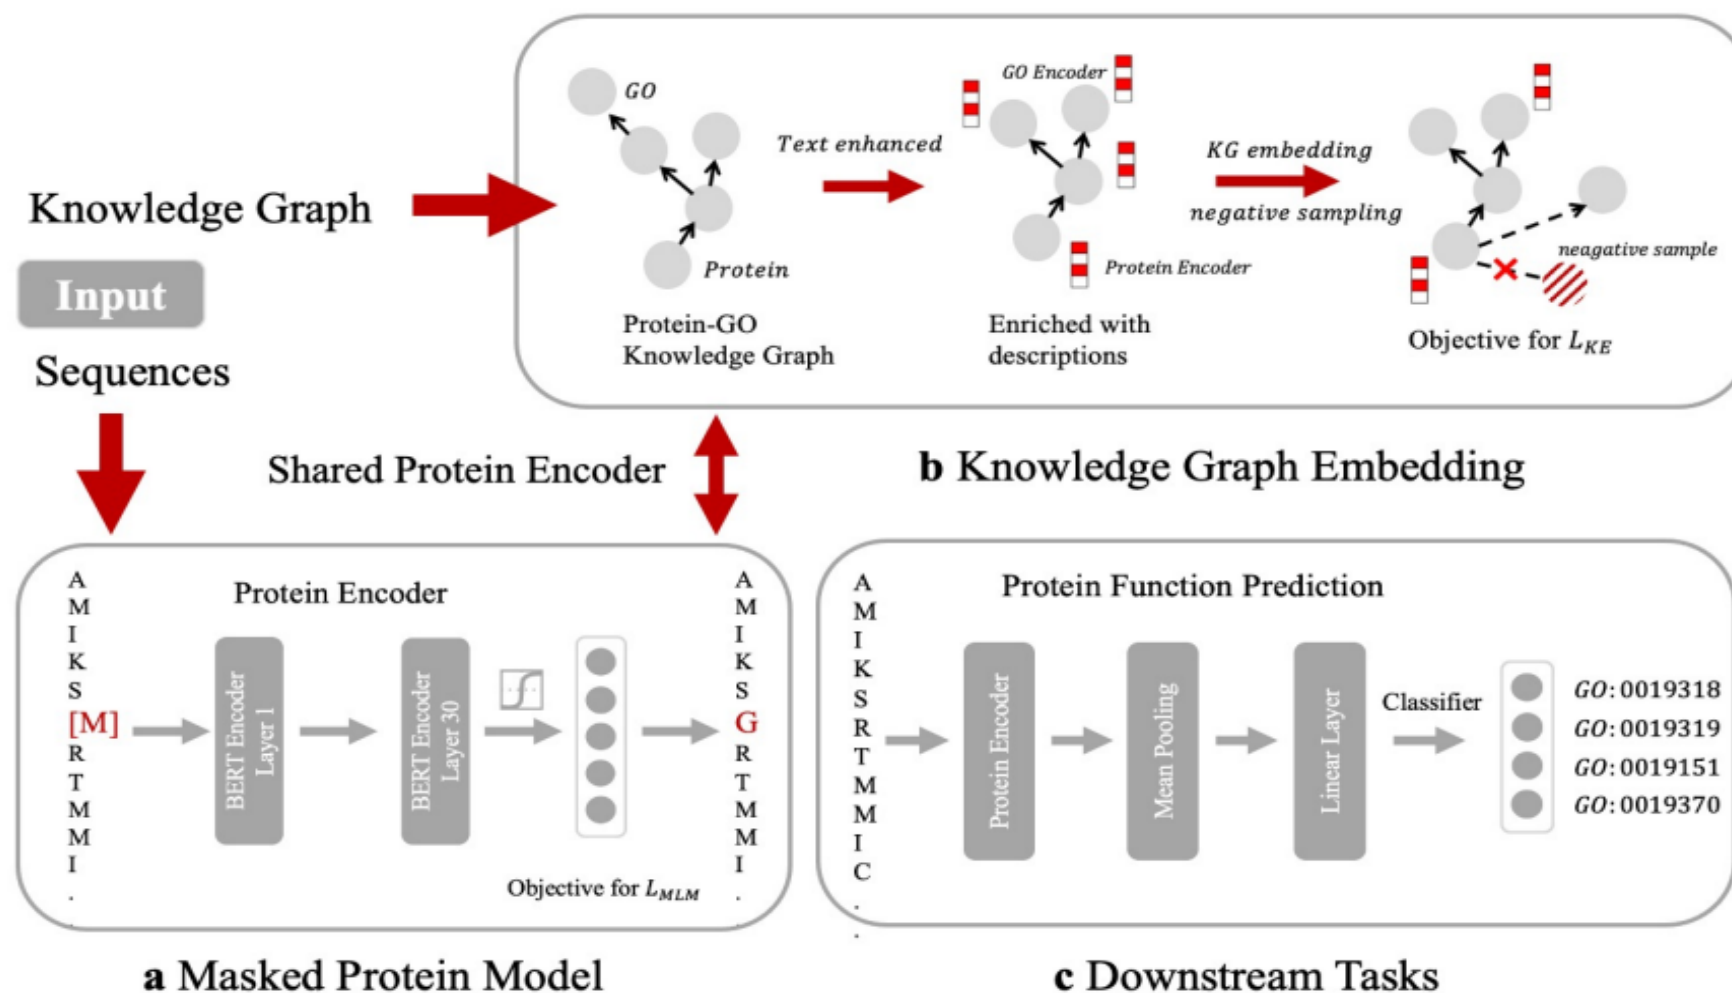 Knowledge Graph
Input
Sequences
GO
Protein
Protein-GO
Knowledge Graph
Text enhanced
GO Encoder
Protein Encoder
Enriched with
descriptions
KG embedding
negative sampling
neagative sample
Objective for L_KE
Shared Protein Encoder
b Knowledge Graph Embedding
A
M
I
K
S
[M]
R
T
M
M
I
.
.
Protein Encoder
BERT Encoder
Layer 1
BERT Encoder
Layer 30
Objective for L_MLM
A
M
I
K
S
G
R
T
M
M
I
.
.
a Masked Protein Model
A
M
I
K
S
R
T
M
M
I
C
.
.
Protein Function Prediction
Protein Encoder
Mean Pooling
Linear Layer
Classifier
GO:0019318
GO:0019319
GO:0019151
GO:0019370
c Downstream Tasks